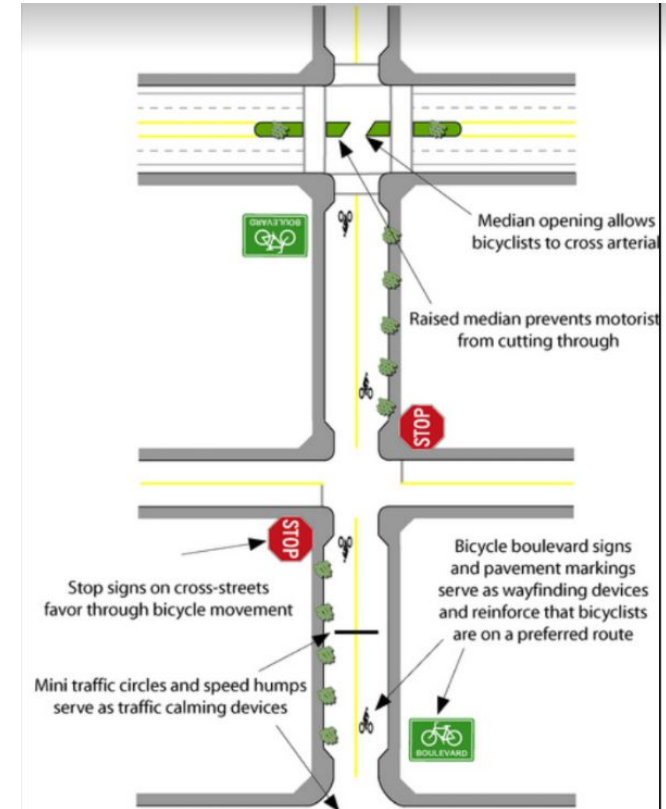 BOULEVARD
Median opening allows
bicyclists to cross arterial
Raised median prevents motorist
from cutting through
STOP
STOP
Stop signs on cross-streets
favor through bicycle movement
Bicycle boulevard signs
and pavement markings
serve as wayfinding devices
and reinforce that bicyclists
are on a preferred route
Mini traffic circles and speed humps
serve as traffic calming devices
BOULEVARD